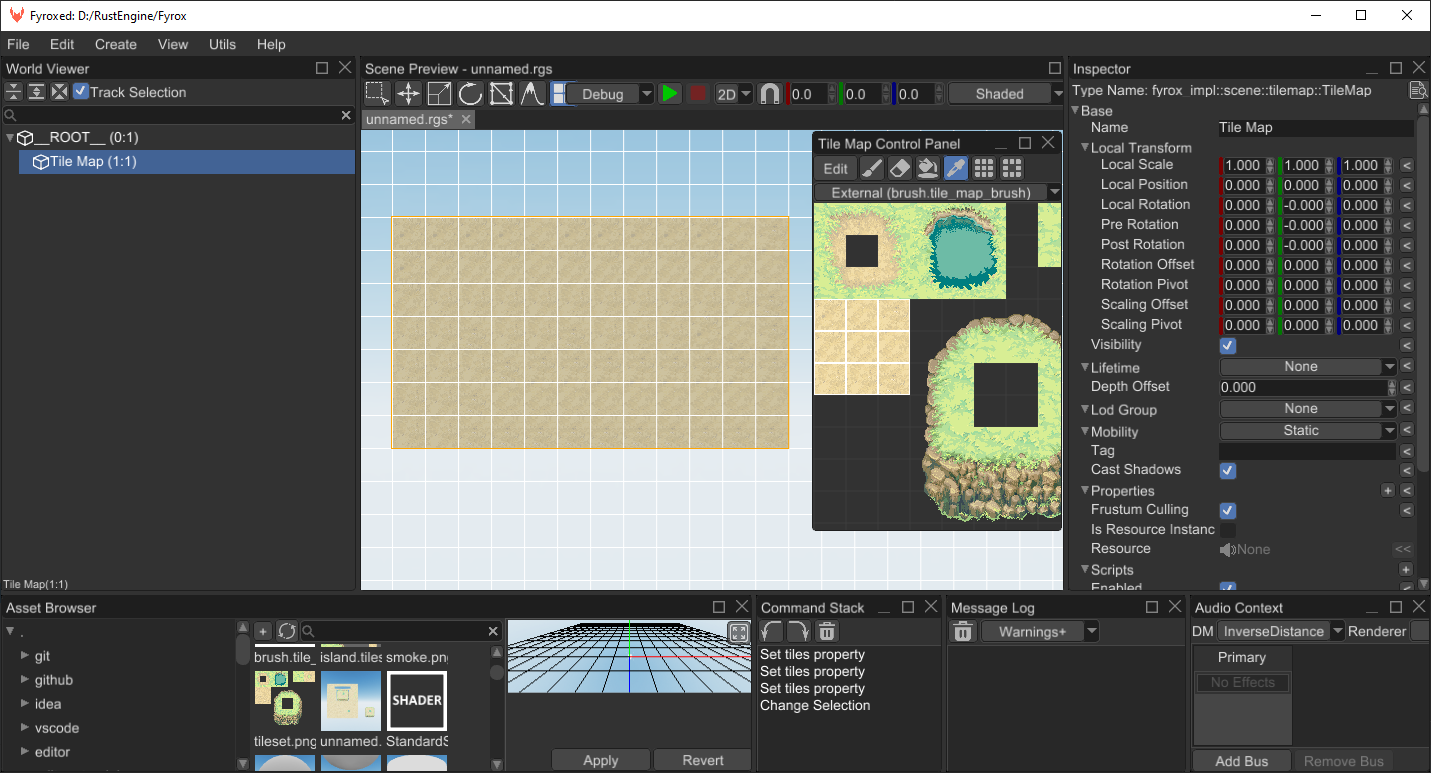 Fyroxed: D:/RustEngine/Fyrox
File Edit Create View Utils Help
World Viewer
Track Selection
__ROOT__ (0:1)
Tile Map (1:1)
Tile Map(1:1)
Scene Preview - unnamed.rgs
Debug 2D 0.0 0.0 0.0 Shaded
unnamed.rgs*
Tile Map Control Panel
Edit
External (brush.tile_map_brush)
Inspector
Type Name: fyrox_impl::scene::tilemap::TileMap
Base
Name Tile Map
Local Transform
Local Scale 1.000 1.000 1.000 <
Local Position 0.000 0.000 0.000 <
Local Rotation 0.000 -0.000 0.000 <
Pre Rotation 0.000 -0.000 0.000 <
Post Rotation 0.000 -0.000 0.000 <
Rotation Offset 0.000 0.000 0.000 <
Rotation Pivot 0.000 0.000 0.000 <
Scaling Offset 0.000 0.000 0.000 <
Scaling Pivot 0.000 0.000 0.000 <
Visibility <
Lifetime None <
Depth Offset 0.000 <
Lod Group None <
Mobility Static <
Tag <
Cast Shadows <
Properties + <
Frustum Culling <
Is Resource Instanc
Resource None <<
Scripts +
Enabled <
Asset Browser
.
git
github
idea
vscode
editor
+
brush.tile_ island.tiles smoke.png
SHADER
tileset.png unnamed. StandardS
Apply Revert
Command Stack
Set tiles property
Set tiles property
Set tiles property
Change Selection
Message Log
Warnings+
Audio Context
DM InverseDistance Renderer
Primary
No Effects
Add Bus Remove Bus